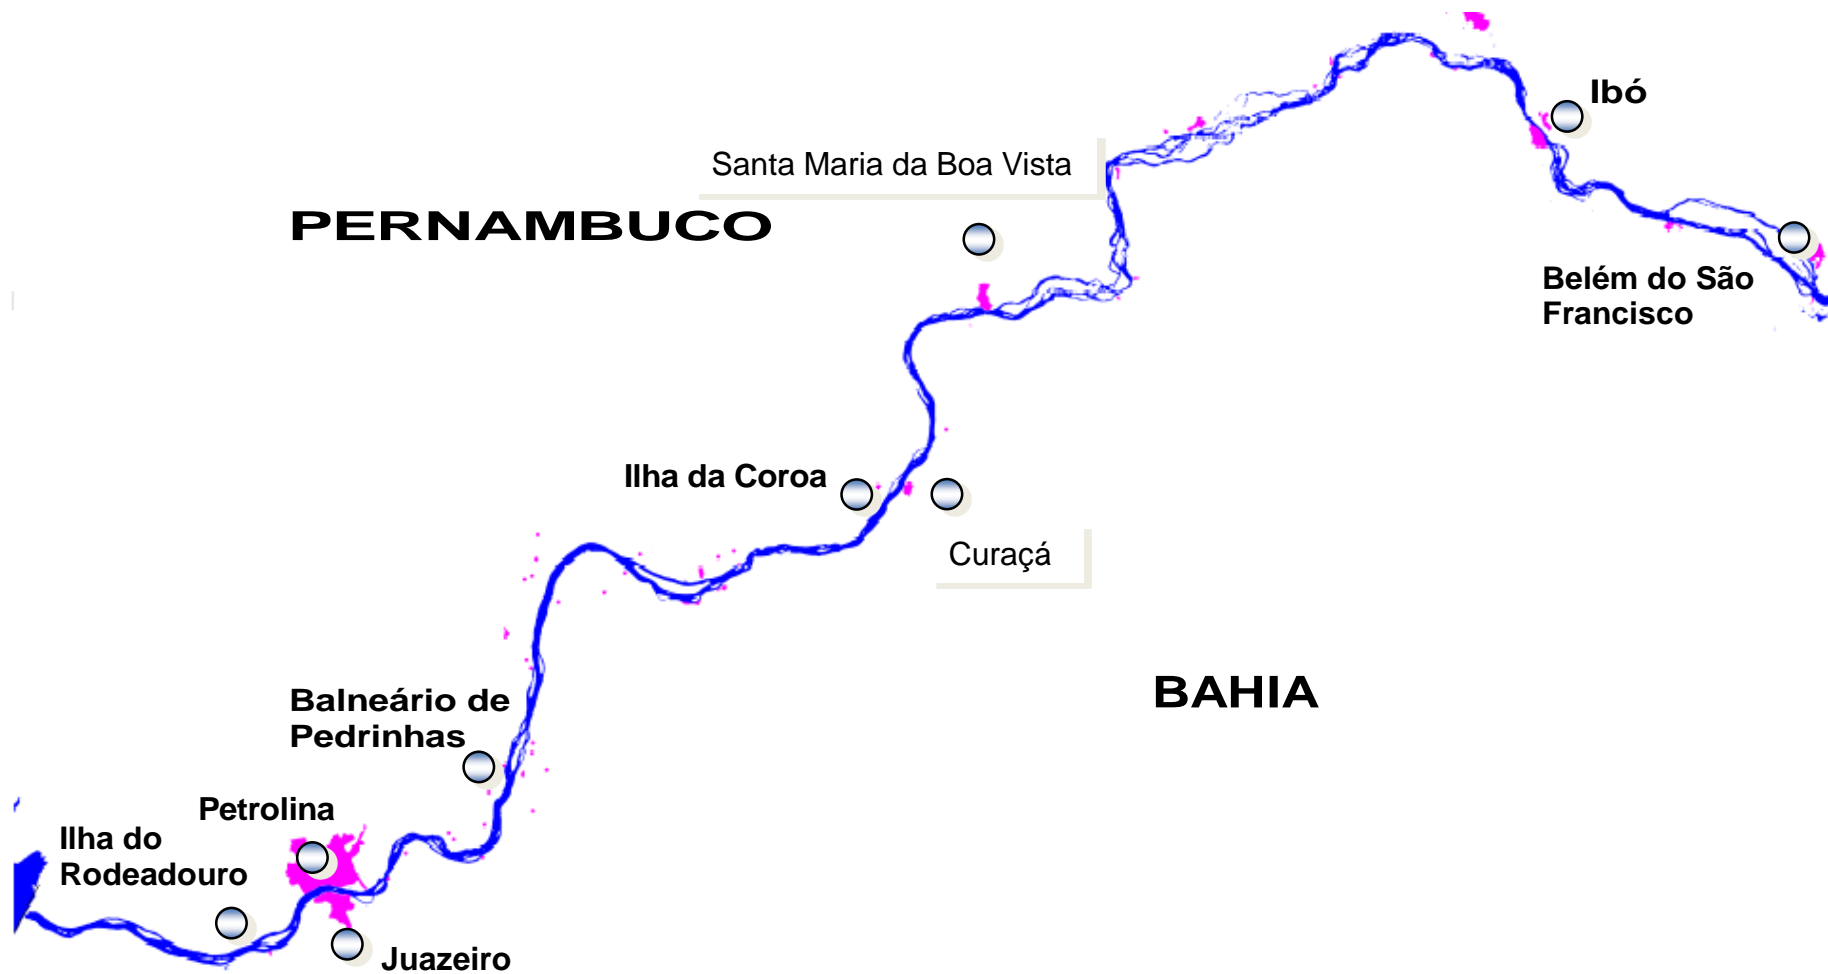 Ibó
Santa Maria da Boa Vista
PERNAMBUCO
Belém do São
Francisco
Ilha da Coroa
Curaçá
BAHIA
Balneário de
Pedrinhas
Petrolina
Ilha do
Rodeadouro
Juazeiro